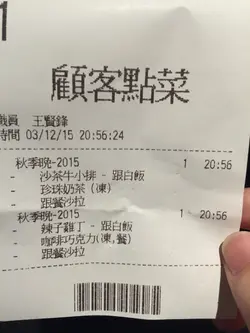 1
顧客點菜
職員 王賢鋒
時間 03/12/15 20:56:24
秋季晚-2015 1 20:56
- 沙茶牛小排 - 跟白飯
- 珍珠奶茶(凍)
- 跟餐沙拉
秋季晚-2015 1 20:56
- 辣子雞丁 - 跟白飯
- 咖啡巧克力(凍,餐)
- 跟餐沙拉